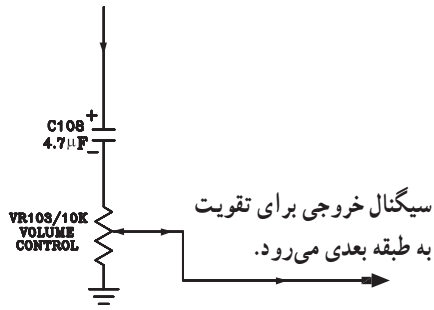 +
C108
4.7µF
−
VR103/10K
VOLUME
CONTROL
سیگنال خروجی برای تقویت
به طبقه بعدی می‌رود.